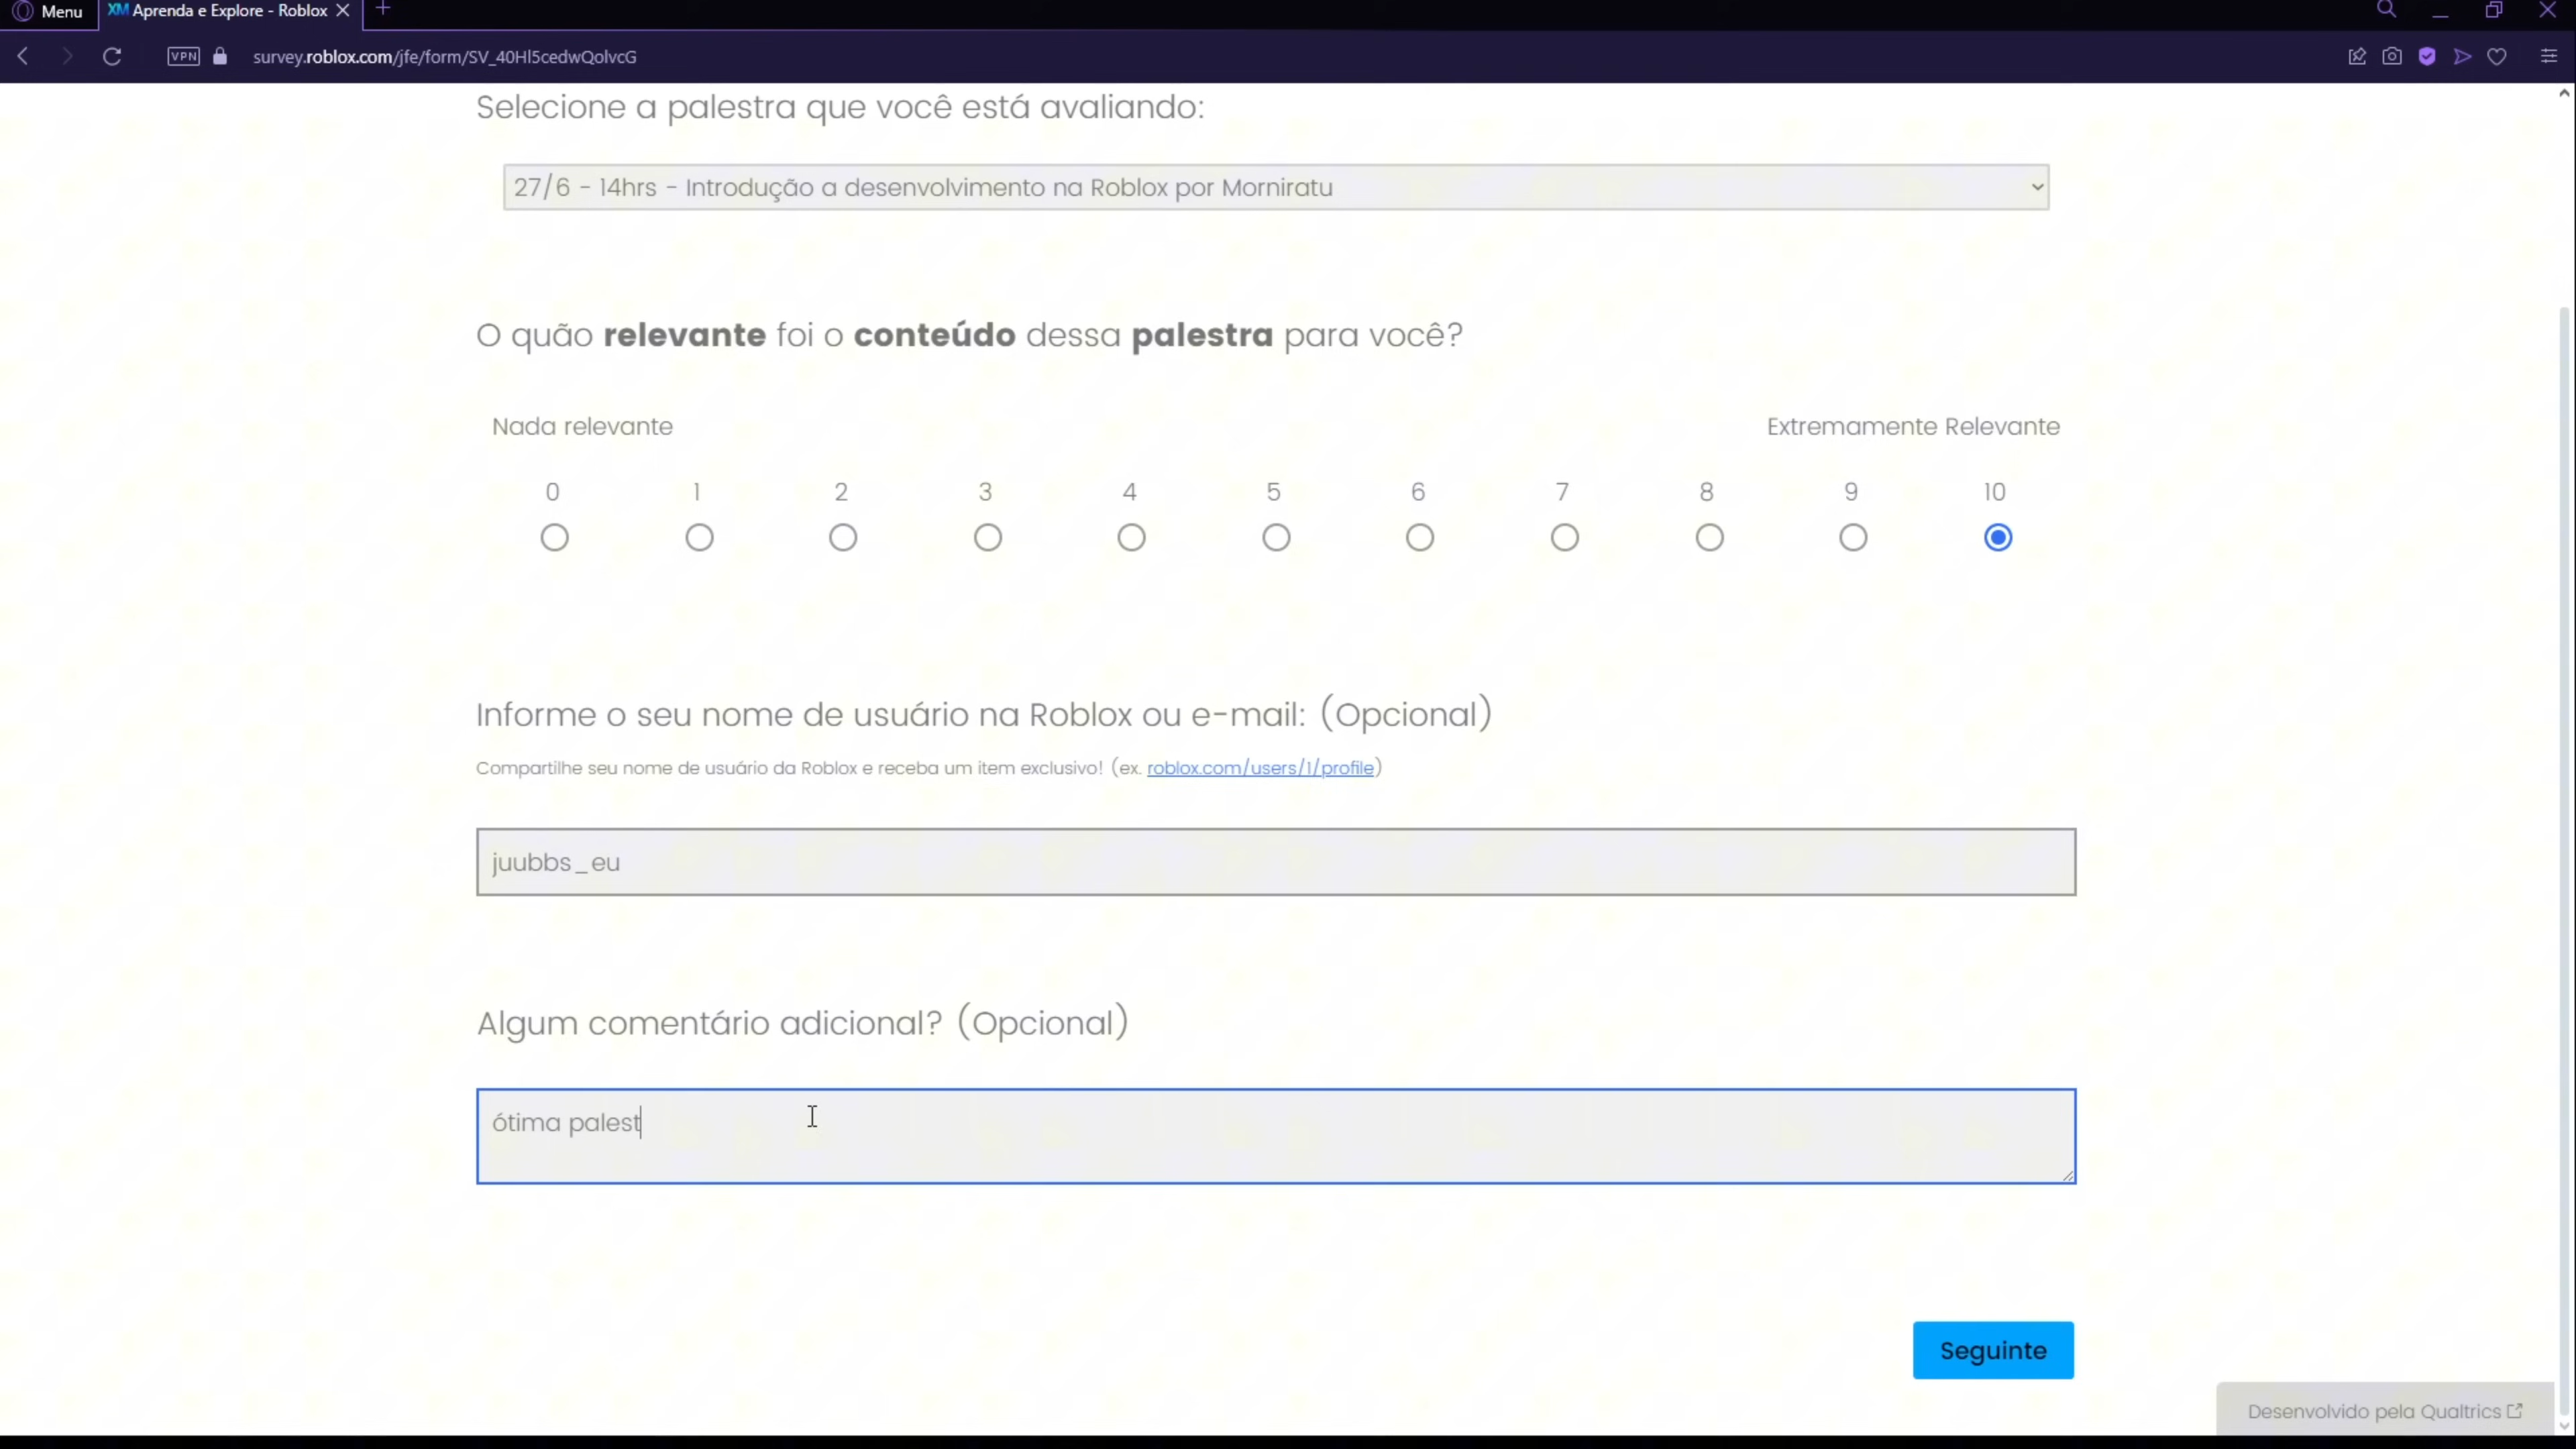 Menu
XM Aprenda e Explore - Roblox
VPN
survey.roblox.com/jfe/form/SV_40Hl5cedwQolvcG
Selecione a palestra que você está avaliando:
27/6 - 14hrs - Introdução a desenvolvimento na Roblox por Morniratu
O quão relevante foi o conteúdo dessa palestra para você?
Nada relevante Extremamente Relevante
0 1 2 3 4 5 6 7 8 9 10
Informe o seu nome de usuário na Roblox ou e-mail: (Opcional)
Compartilhe seu nome de usuário da Roblox e receba um item exclusivo! (ex. roblox.com/users/1/profile)
juubbs_eu
Algum comentário adicional? (Opcional)
ótima palest
Seguinte
Desenvolvido pela Qualtrics